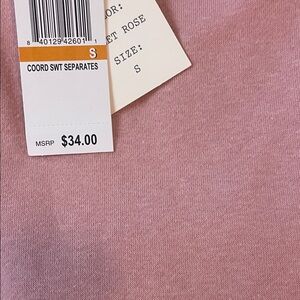 8 40129 42601 1
S
COORD SWT SEPARATES
MSRP $34.00
OR:
ET ROSE
SIZE:
S